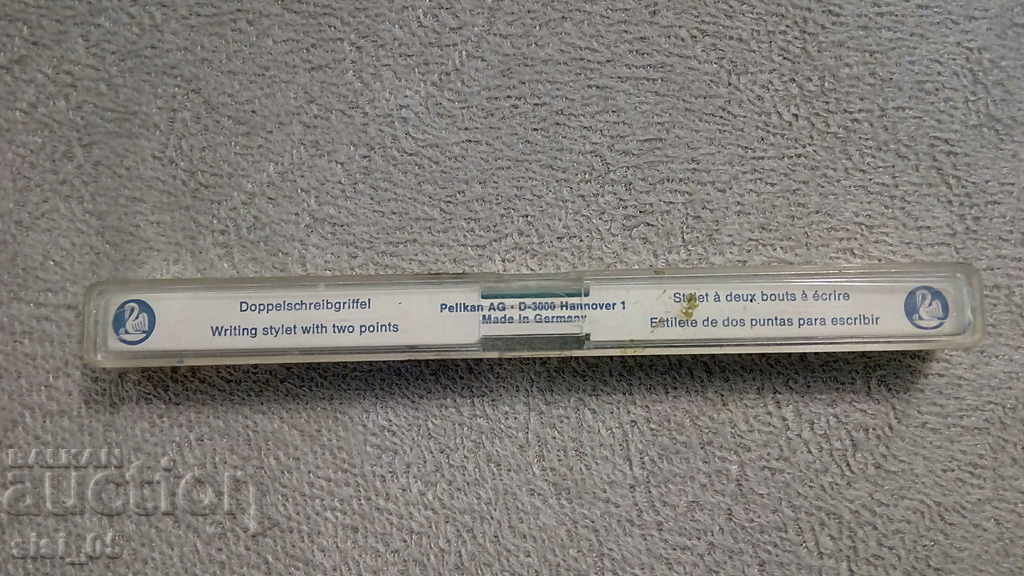 Doppelschreibgriffel
Writing stylet with two points
Pelikan AG · D-3000 Hannover 1
Made in Germany
Stylet à deux bouts à écrire
Estilete de dos puntas para escribir
BALKAN
auction
sisi_05